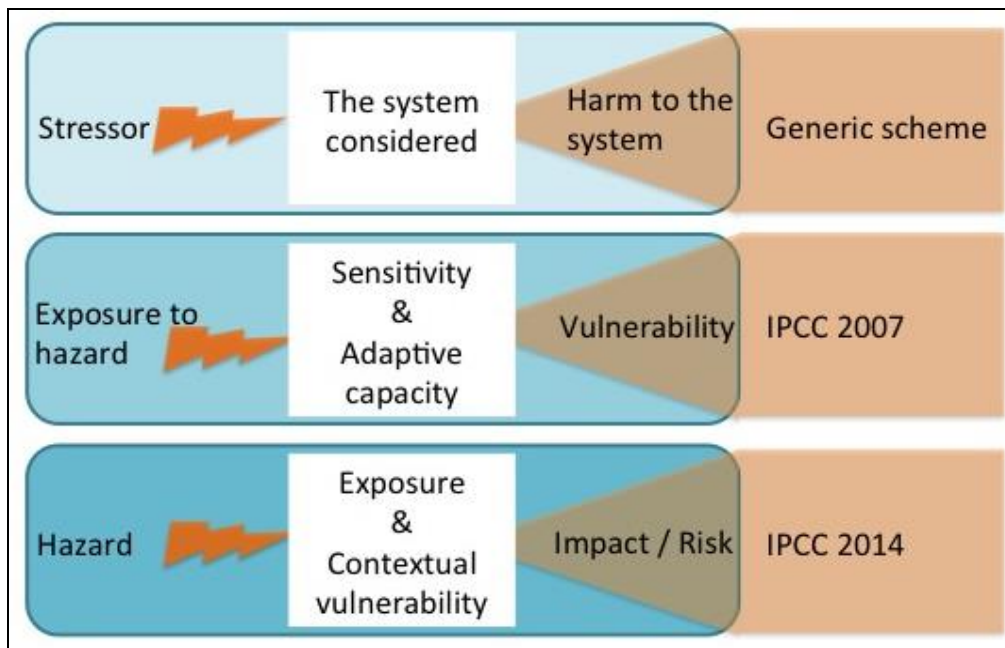 Stressor
The system
considered
Harm to the
system
Generic scheme
Exposure to
hazard
Sensitivity
&
Adaptive
capacity
Vulnerability
IPCC 2007
Hazard
Exposure
&
Contextual
vulnerability
Impact / Risk
IPCC 2014